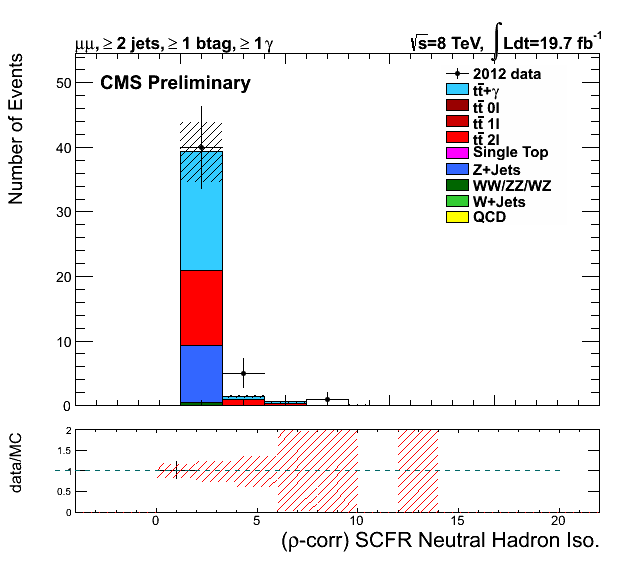 μμ, ≥ 2 jets, ≥ 1 btag, ≥ 1 γ
√s=8 TeV, ∫ Ldt=19.7 fb⁻¹
CMS Preliminary
2012 data
tt̄+γ
tt̄ 0l
tt̄ 1l
tt̄ 2l
Single Top
Z+Jets
WW/ZZ/WZ
W+Jets
QCD
Number of Events
50
40
30
20
10
0
data/MC
2
1.5
1
0.5
0
0 5 10 15 20
(ρ-corr) SCFR Neutral Hadron Iso.